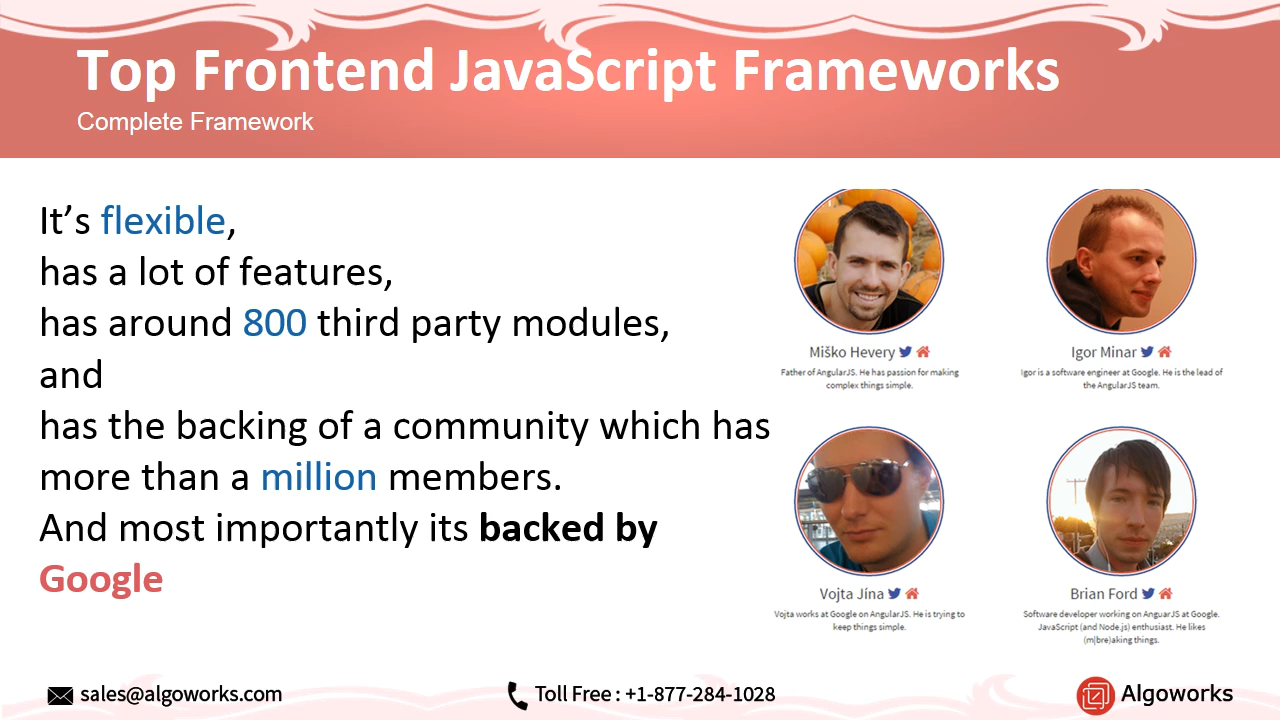 Top Frontend JavaScript Frameworks
Complete Framework
It’s flexible,
has a lot of features,
has around 800 third party modules,
and
has the backing of a community which has
more than a million members.
And most importantly its backed by
Google
Miško Hevery
Father of AngularJS. He has passion for making
complex things simple.
Igor Minar
Igor is a software engineer at Google. He is the lead of
the AngularJS team.
Vojta Jína
Vojta works at Google on AngularJS. He is trying to
keep things simple.
Brian Ford
Software developer working on AnguarJS at Google.
JavaScript (and Node.js) enthusiast. He likes
(m|bre)aking things.
sales@algoworks.com
Toll Free : +1-877-284-1028
Algoworks